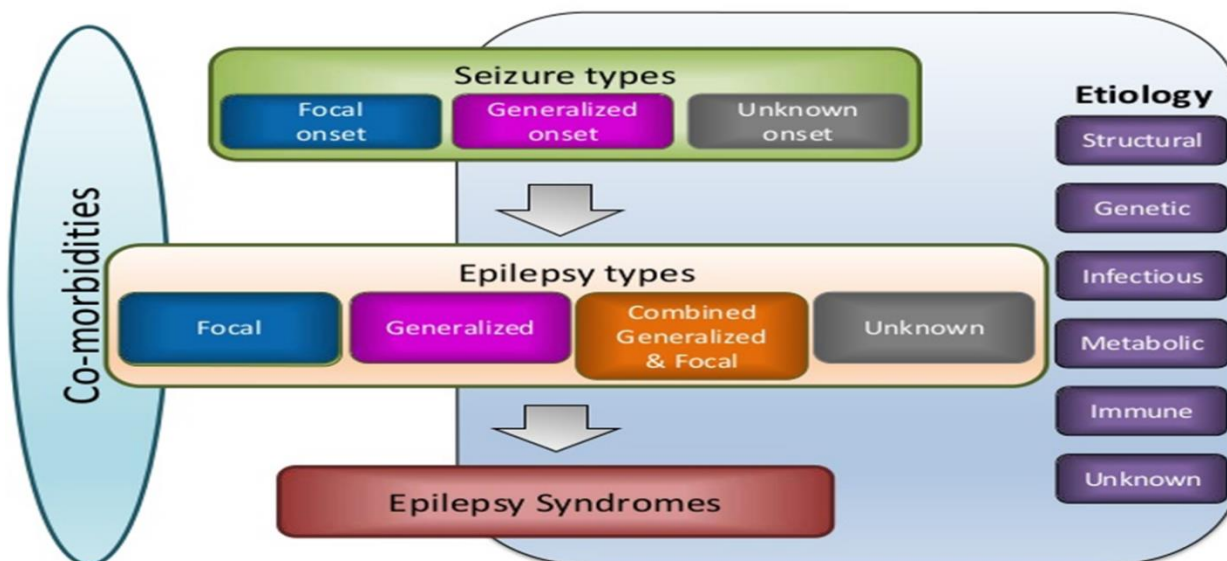 Co-morbidities
Seizure types
Focal
onset
Generalized
onset
Unknown
onset
Epilepsy types
Focal
Generalized
Combined
Generalized
& Focal
Unknown
Epilepsy Syndromes
Etiology
Structural
Genetic
Infectious
Metabolic
Immune
Unknown